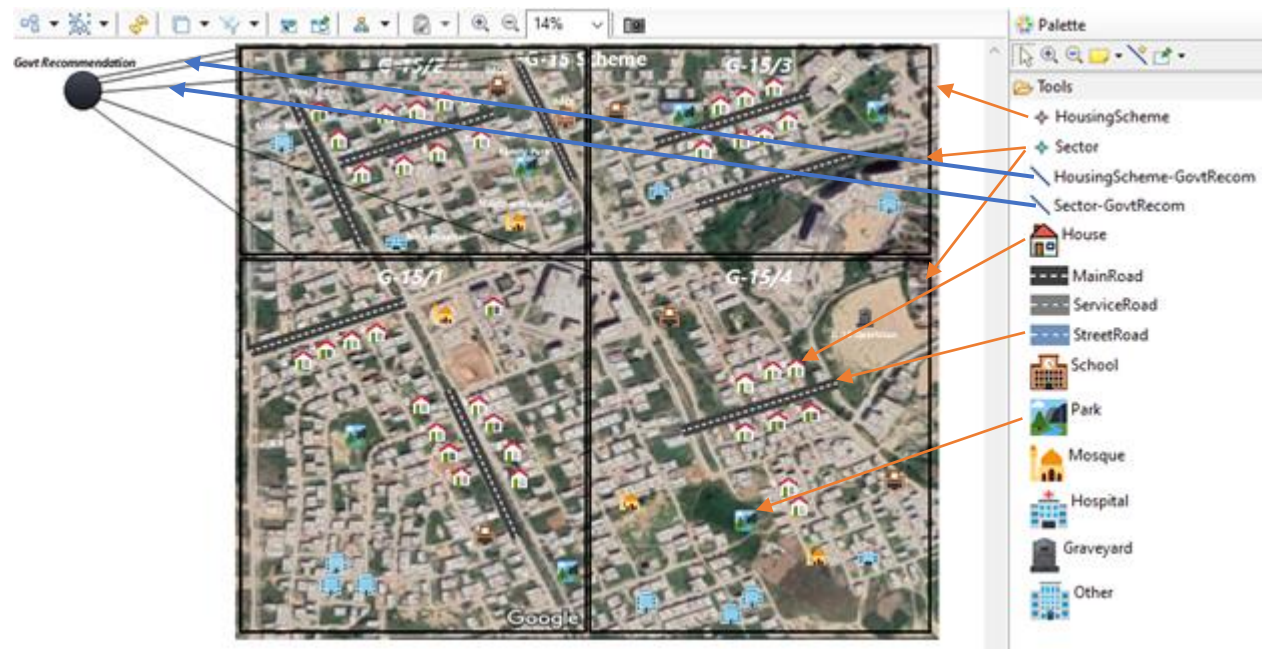 14%
Palette
Govt Recommendation
G-15 Scheme
G-15/2
G-15/3
Tools
HousingScheme
Sector
HousingScheme-GovtRecom
Sector-GovtRecom
House
G-15/1
G-15/4
MainRoad
ServiceRoad
StreetRoad
School
Park
Mosque
Hospital
Graveyard
Other
Google